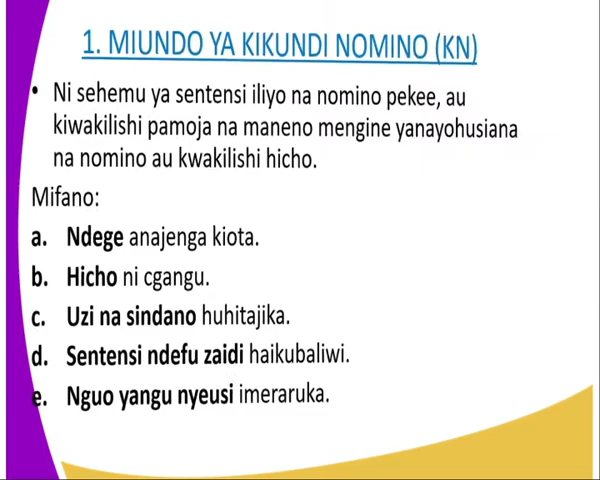 1. MIUNDO YA KIKUNDI NOMINO (KN)
• Ni sehemu ya sentensi iliyo na nomino pekee, au
kiwakilishi pamoja na maneno mengine yanayohusiana
na nomino au kwakilishi hicho.
Mifano:
a. Ndege anajenga kiota.
b. Hicho ni cgangu.
c. Uzi na sindano huhitajika.
d. Sentensi ndefu zaidi haikubaliwi.
e. Nguo yangu nyeusi imeraruka.